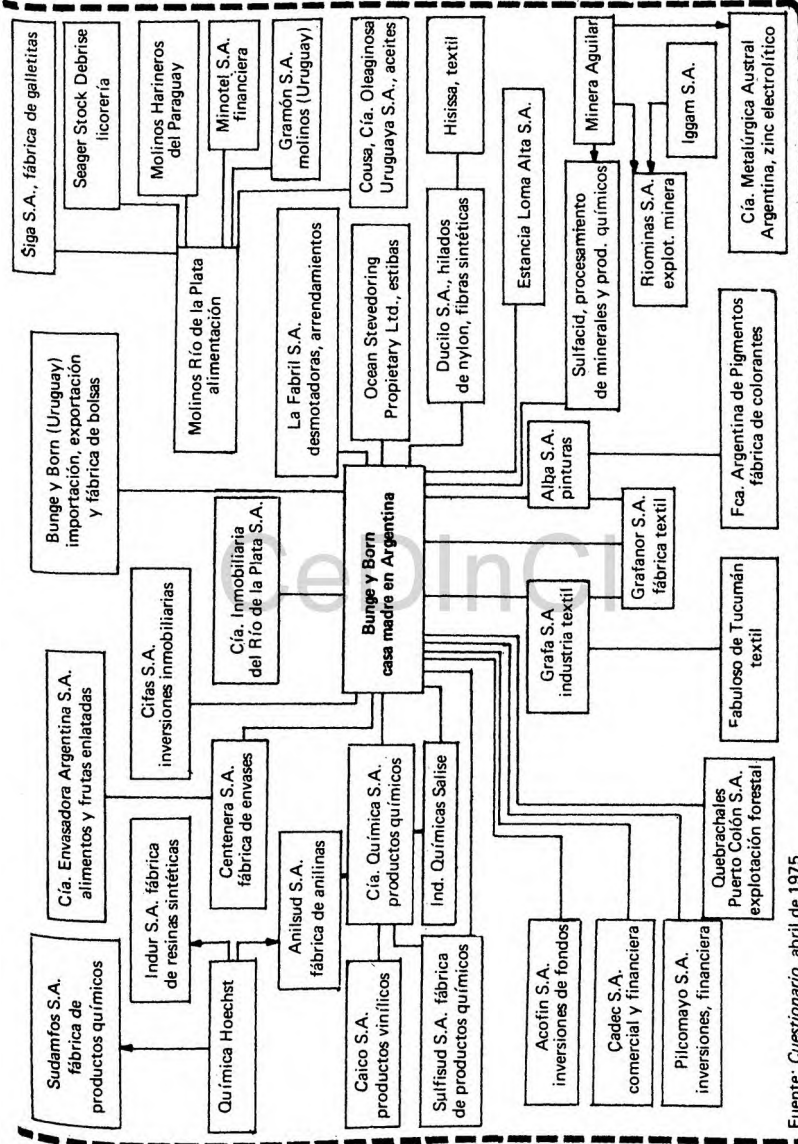 Sudamfos S.A.
fábrica de
productos químicos
Cía. Envasadora Argentina S.A.
alimentos y frutas enlatadas
Bunge y Born (Uruguay)
importación, exportación
y fábrica de bolsas
Siga S.A., fábrica de galletitas
Seager Stock Debrise
licorería
Molinos Harineros
del Paraguay
Minotel S.A.
financiera
Gramón S.A.
molinos (Uruguay)
Cousa, Cía. Oleaginosa
Uruguaya S.A., aceites
Indur S.A. fábrica
de resinas sintéticas
Cifas S.A.
inversiones inmobiliarias
Molinos Río de la Plata
alimentación
Química Hoechst
Centenera S.A.
fábrica de envases
Cía. Inmobiliaria
del Río de la Plata S.A.
La Fabril S.A.
desmotadoras, arrendamientos
Anilsud S.A.
fábrica de anilinas
Ocean Stevedoring
Propietary Ltd., estibas
Caico S.A.
productos vinílicos
Cía. Química S.A.
productos químicos
Bunge y Born
casa madre en Argentina
Ducilo S.A., hilados
de nylon, fibras sintéticas
Hisissa, textil
Sulfisud S.A. fábrica
de productos químicos
Ind. Químicas Salise
Estancia Loma Alta S.A.
Acofin S.A.
inversiones de fondos
Grafa S.A
industria textil
Alba S.A.
pinturas
Sulfacid, procesamiento
de minerales y prod. químicos
Minera Aguilar
Cadec S.A.
comercial y financiera
Grafanor S.A.
fábrica textil
Riominas S.A.
explot. minera
Iggam S.A.
Pilcomayo S.A.
inversiones, financiera
Quebrachales
Puerto Colón S.A.
explotación forestal
Fabuloso de Tucumán
textil
Fca. Argentina de Pigmentos
fábrica de colorantes
Cía. Metalúrgica Austral
Argentina, zinc electrolítico
Fuente: Cuestionario, abril de 1975
CeDInCI